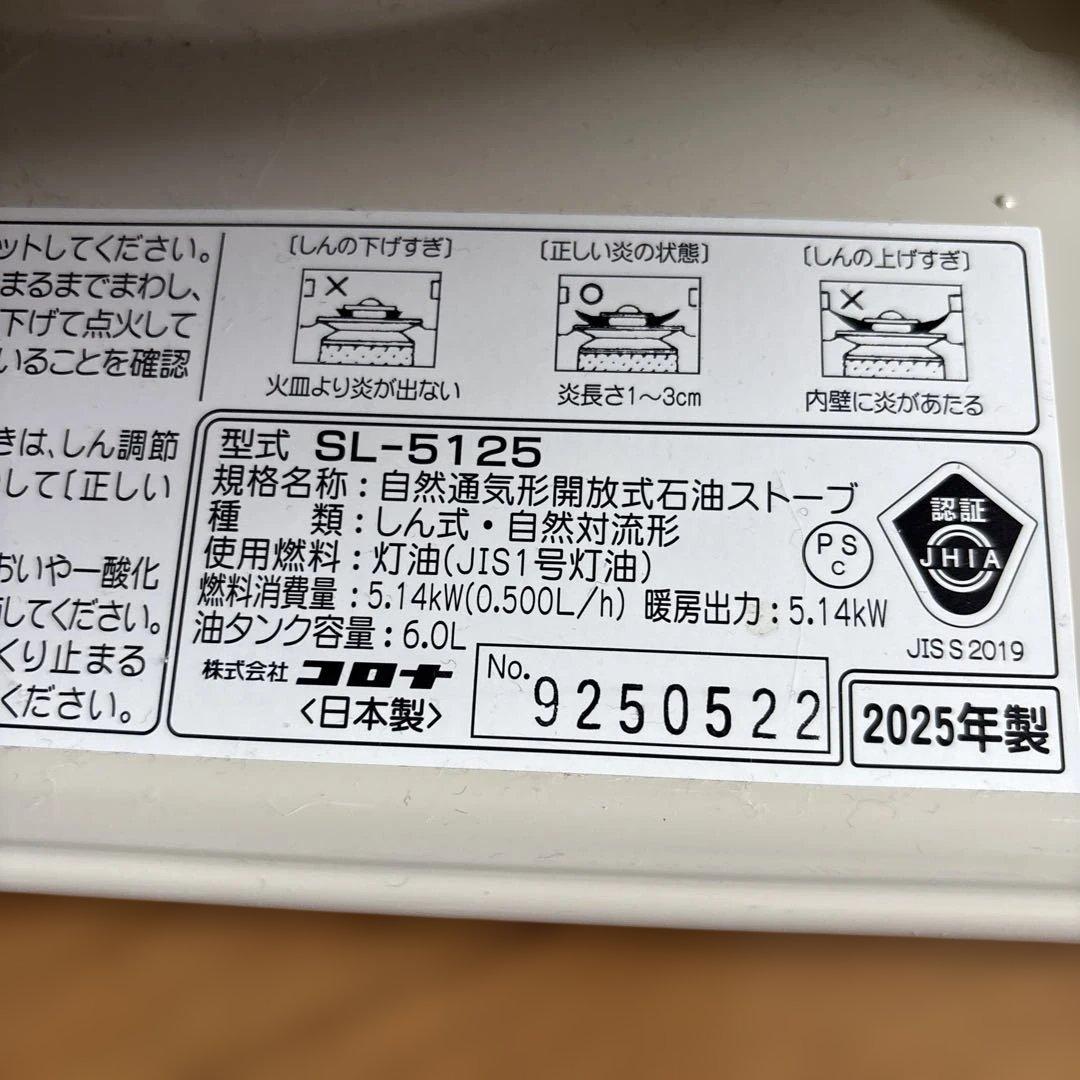 ットしてください。
まるまでまわし、
下げて点火して
いることを確認
きは、しん調節
して〔正しい
おいや一酸化
してください。
くり止まる
ください。
〔しんの下げすぎ〕
火皿より炎が出ない
〔正しい炎の状態〕
炎長さ1〜3cm
〔しんの上げすぎ〕
内壁に炎があたる
型式 SL-5125
規格名称：自然通気形開放式石油ストーブ
種　　類：しん式・自然対流形
使用燃料：灯油(JIS1号灯油)
燃料消費量：5.14kW(0.500L/h) 暖房出力：5.14kW
油タンク容量：6.0L
株式会社 コロナ
〈日本製〉
No. 9250522
PS
C
認証
JHIA
JIS S 2019
2025年製